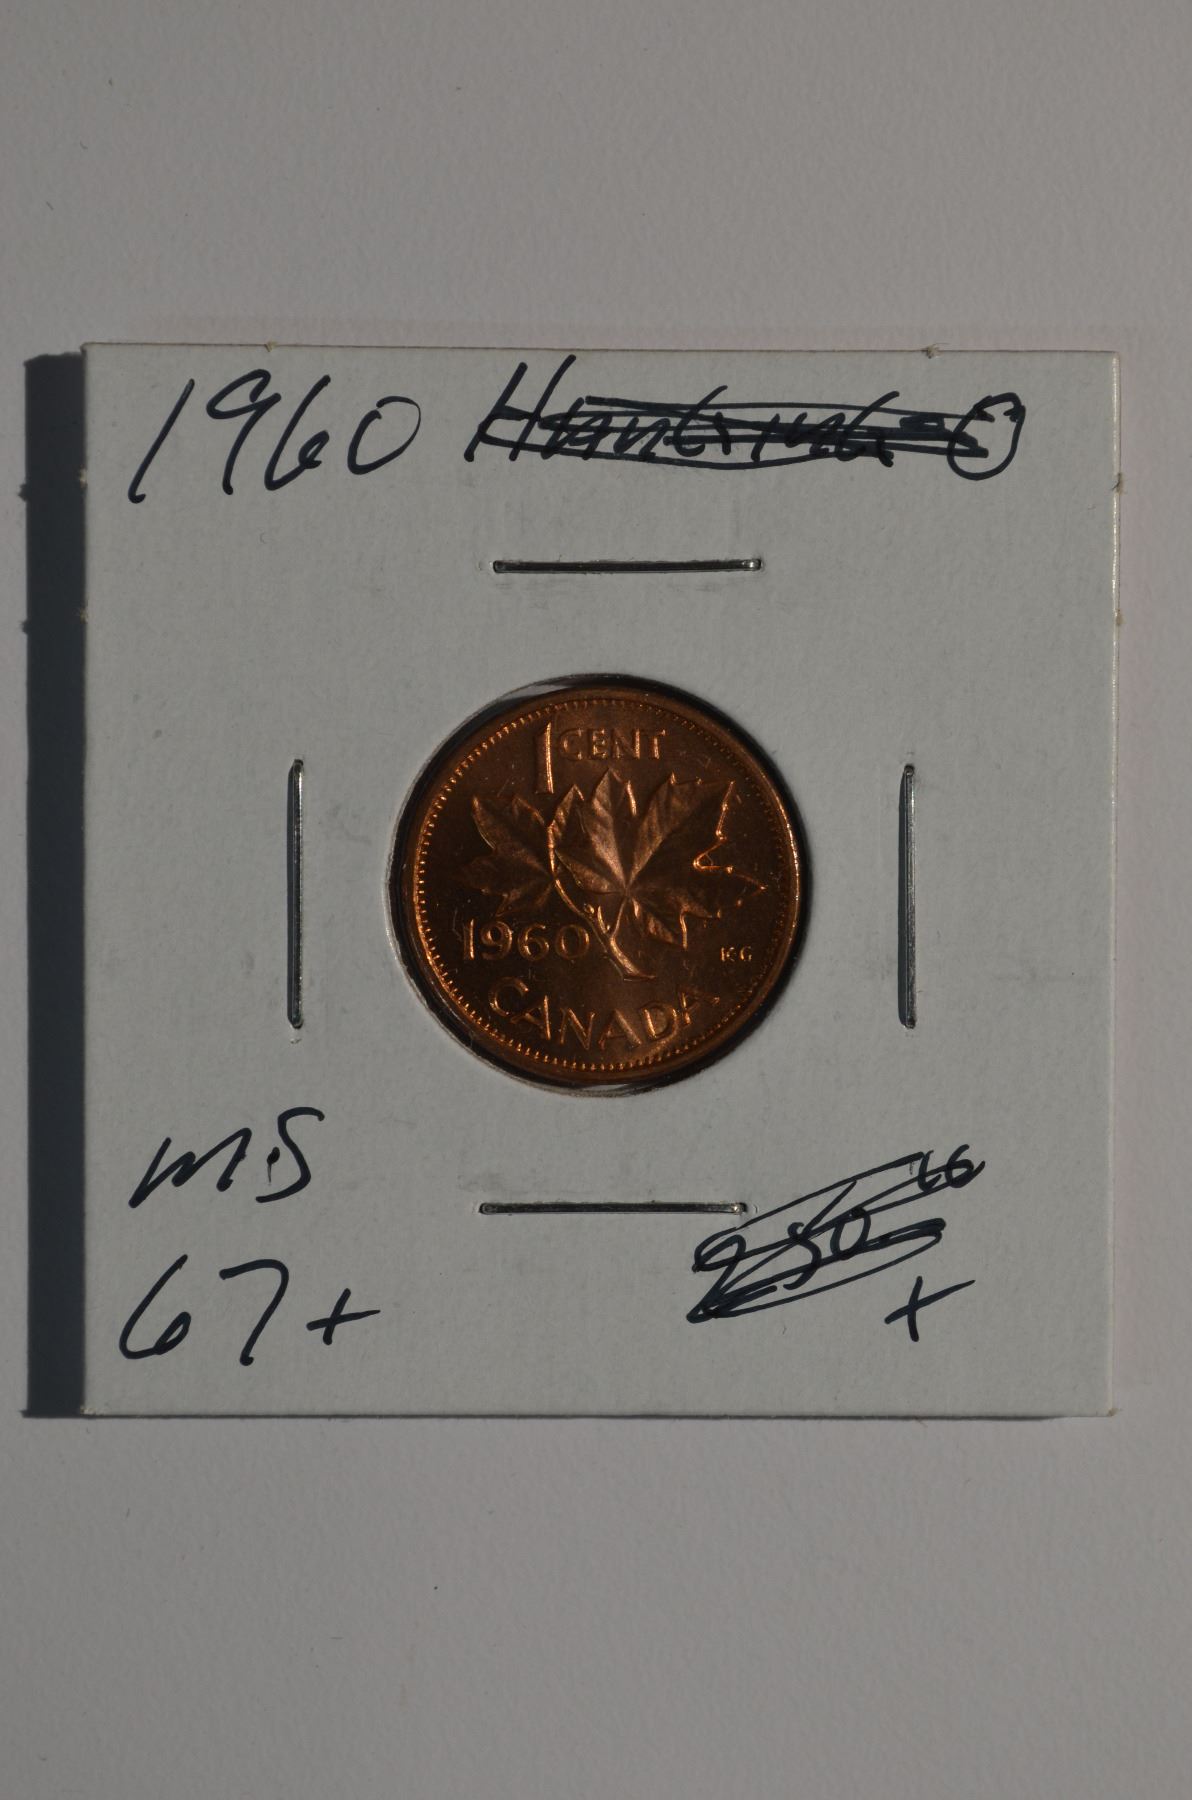 1960
1 CENT
1960
KG
CANADA
MS
67+
+